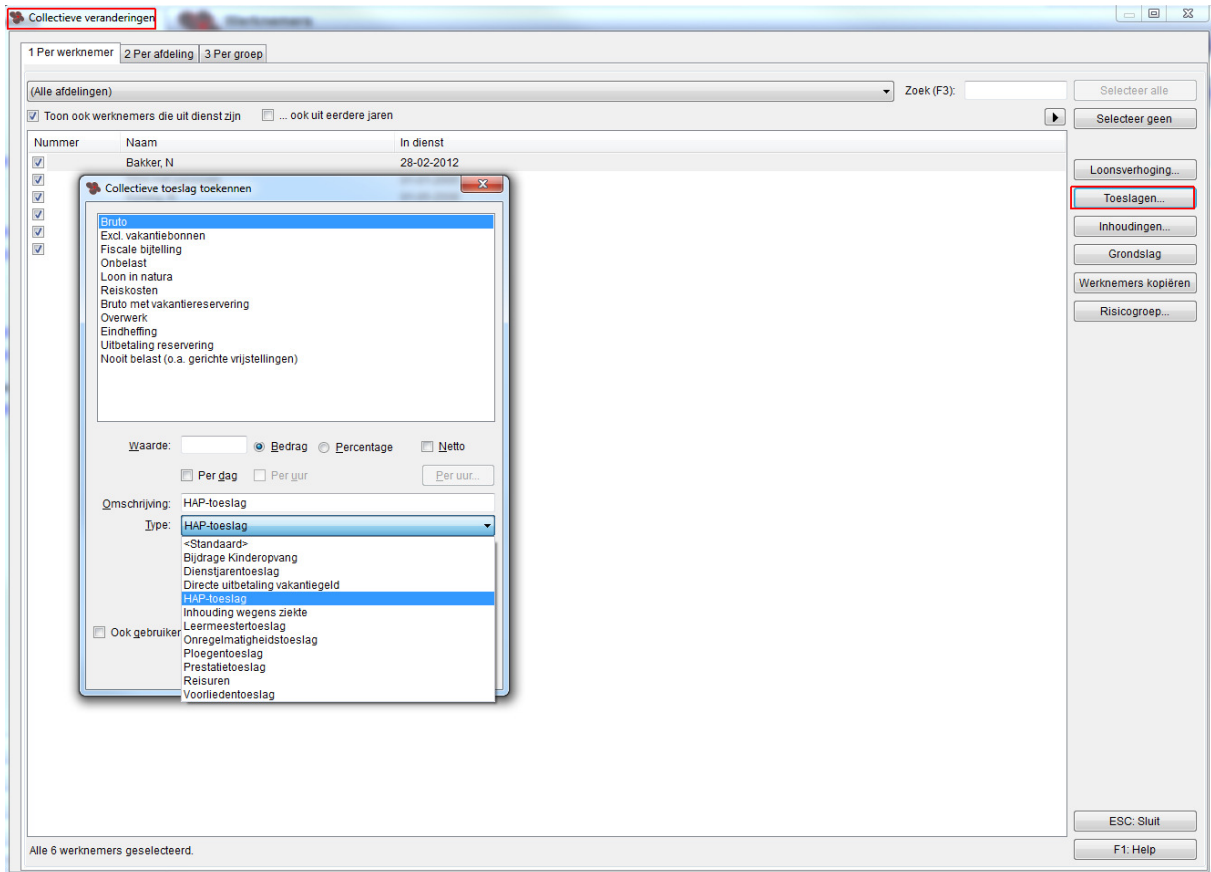 Collectieve veranderingen
1 Per werknemer 2 Per afdeling 3 Per groep
(Alle afdelingen)
Zoek (F3):
Selecteer alle
Toon ook werknemers die uit dienst zijn ... ook uit eerdere jaren
Selecteer geen
Nummer Naam In dienst
Bakker, N 28-02-2012
Loonsverhoging...
Toeslagen...
Inhoudingen...
Grondslag
Werknemers kopiëren
Risicogroep...
Collectieve toeslag toekennen
Bruto
Excl. vakantiebonnen
Fiscale bijtelling
Onbelast
Loon in natura
Reiskosten
Bruto met vakantiereservering
Overwerk
Eindheffing
Uitbetaling reservering
Nooit belast (o.a. gerichte vrijstellingen)
Waarde: Bedrag Percentage Netto
Per dag Per uur Per uur...
Omschrijving: HAP-toeslag
Type: HAP-toeslag
<Standaard>
Bijdrage Kinderopvang
Dienstjarentoeslag
Directe uitbetaling vakantiegeld
HAP-toeslag
Inhouding wegens ziekte
Leermeestertoeslag
Ook gebruiken
Onregelmatigheidstoeslag
Ploegentoeslag
Prestatietoeslag
Reisuren
Voorliedentoeslag
ESC: Sluit
Alle 6 werknemers geselecteerd.
F1: Help